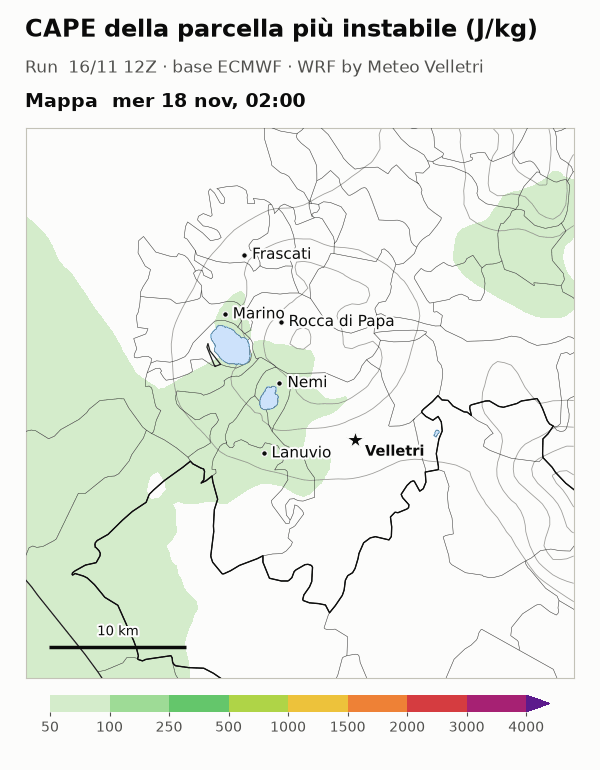 CAPE della parcella più instabile (J/kg)
Run  16/11 12Z · base ECMWF · WRF by Meteo Velletri
Mappa  mer 18 nov, 02:00
Frascati
Marino
Rocca di Papa
Nemi
Velletri
Lanuvio
10 km
50 100 250 500 1000 1500 2000 3000 4000